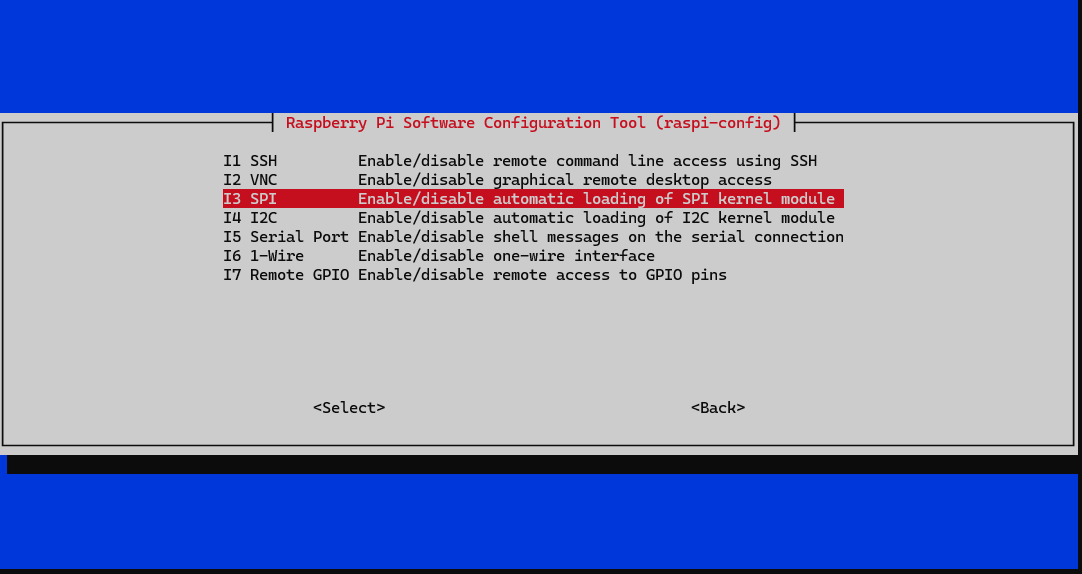 Raspberry Pi Software Configuration Tool (raspi-config)
I1 SSH Enable/disable remote command line access using SSH
I2 VNC Enable/disable graphical remote desktop access
I3 SPI Enable/disable automatic loading of SPI kernel module
I4 I2C Enable/disable automatic loading of I2C kernel module
I5 Serial Port Enable/disable shell messages on the serial connection
I6 1-Wire Enable/disable one-wire interface
I7 Remote GPIO Enable/disable remote access to GPIO pins
<Select> <Back>